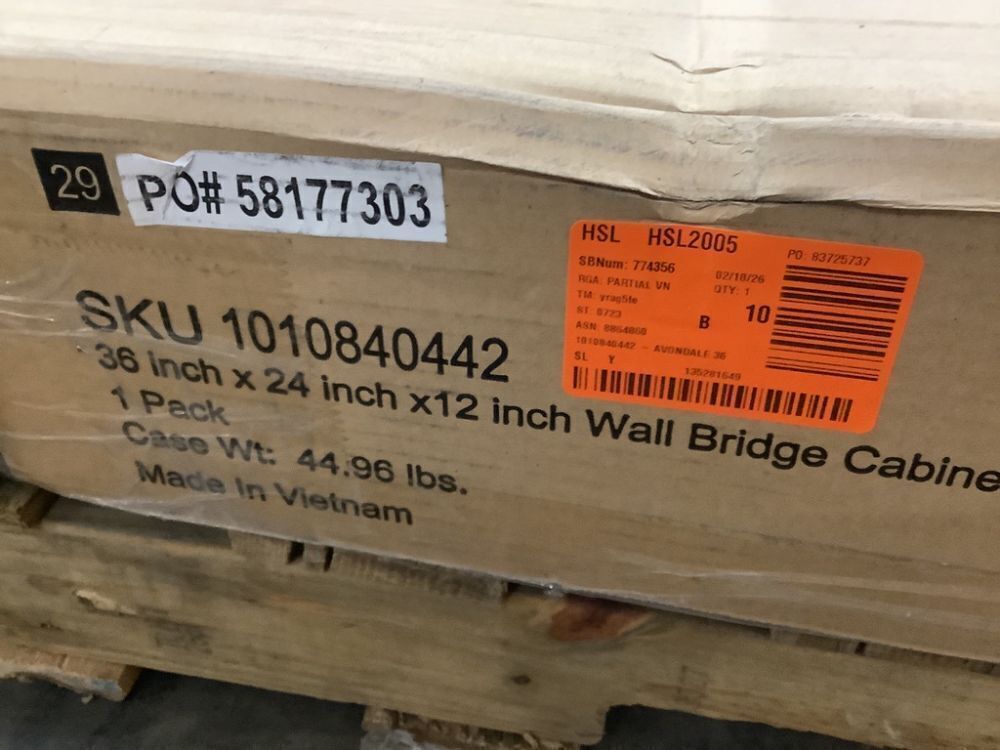 29
PO# 58177303
HSL HSL2005
PO: 83725737
SBNum: 774356
02/18/26
RGA: PARTIAL VN
QTY: 1
TM: yrag5fe
ST 0723
B 10
ASN 8864860
1010840442 - AVONDALE 36
SL Y
135281649
SKU 1010840442
36 inch x 24 inch x12 inch Wall Bridge Cabine
1 Pack
Case Wt: 44.96 lbs.
Made In Vietnam